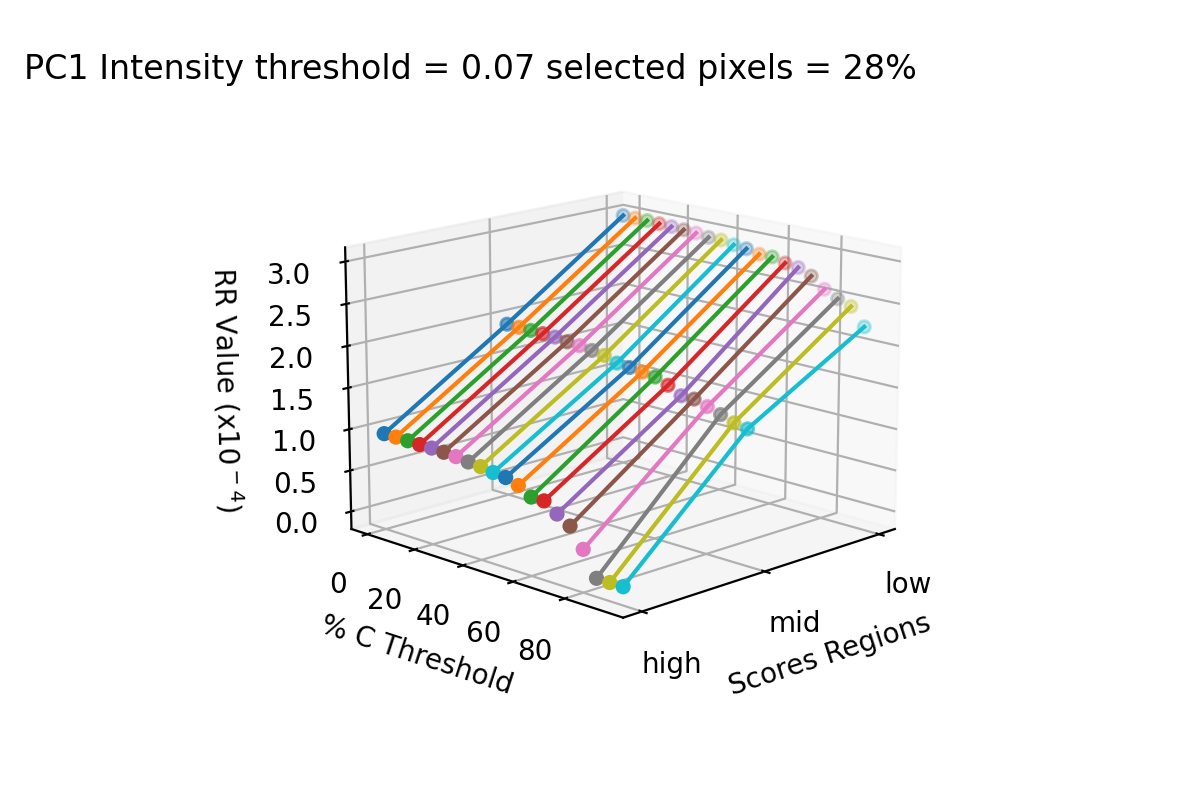 PC1 Intensity threshold = 0.07 selected pixels = 28%
3.0
2.5
2.0
1.5
1.0
0.5
0.0
RR Value (x10⁻⁴)
0
20
40
60
80
% C Threshold
high
mid
low
Scores Regions